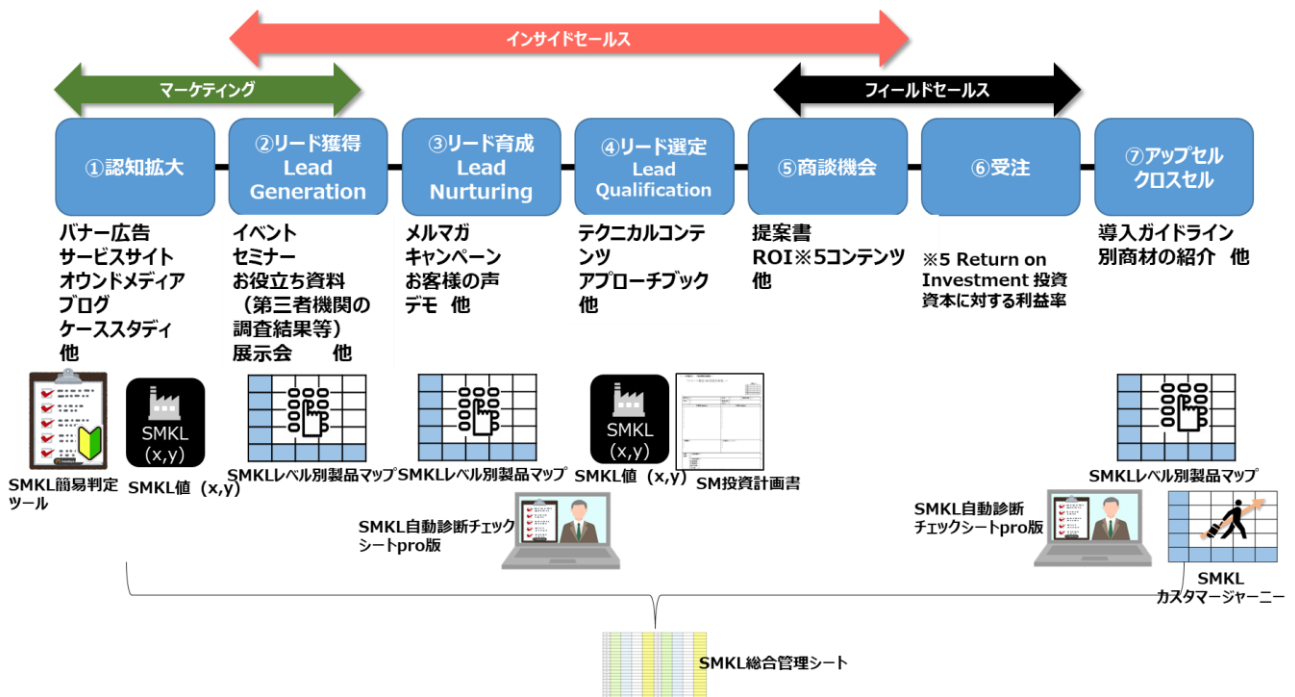 インサイドセールス
マーケティング
フィールドセールス
①認知拡大
②リード獲得
Lead
Generation
③リード育成
Lead
Nurturing
④リード選定
Lead
Qualification
⑤商談機会
⑥受注
⑦アップセル
クロスセル
バナー広告
サービスサイト
オウンドメディア
ブログ
ケーススタディ
他
イベント
セミナー
お役立ち資料
（第三者機関の
調査結果等）
展示会　他
メルマガ
キャンペーン
お客様の声
デモ 他
テクニカルコンテ
ンツ
アプローチブック
他
提案書
ROI※5コンテンツ
他
※5 Return on
Investment 投資
資本に対する利益率
導入ガイドライン
別商材の紹介 他
SMKL簡易判定
ツール
SMKL
(x,y)
SMKL値（x,y）
SMKLレベル別製品マップ
SMKLレベル別製品マップ
SMKL自動診断チェック
シートpro版
SMKL
(x,y)
SMKL値（x,y）
SM投資計画書
SMKLレベル別製品マップ
SMKL自動診断
チェックシートpro版
SMKL
カスタマージャーニー
SMKL総合管理シート